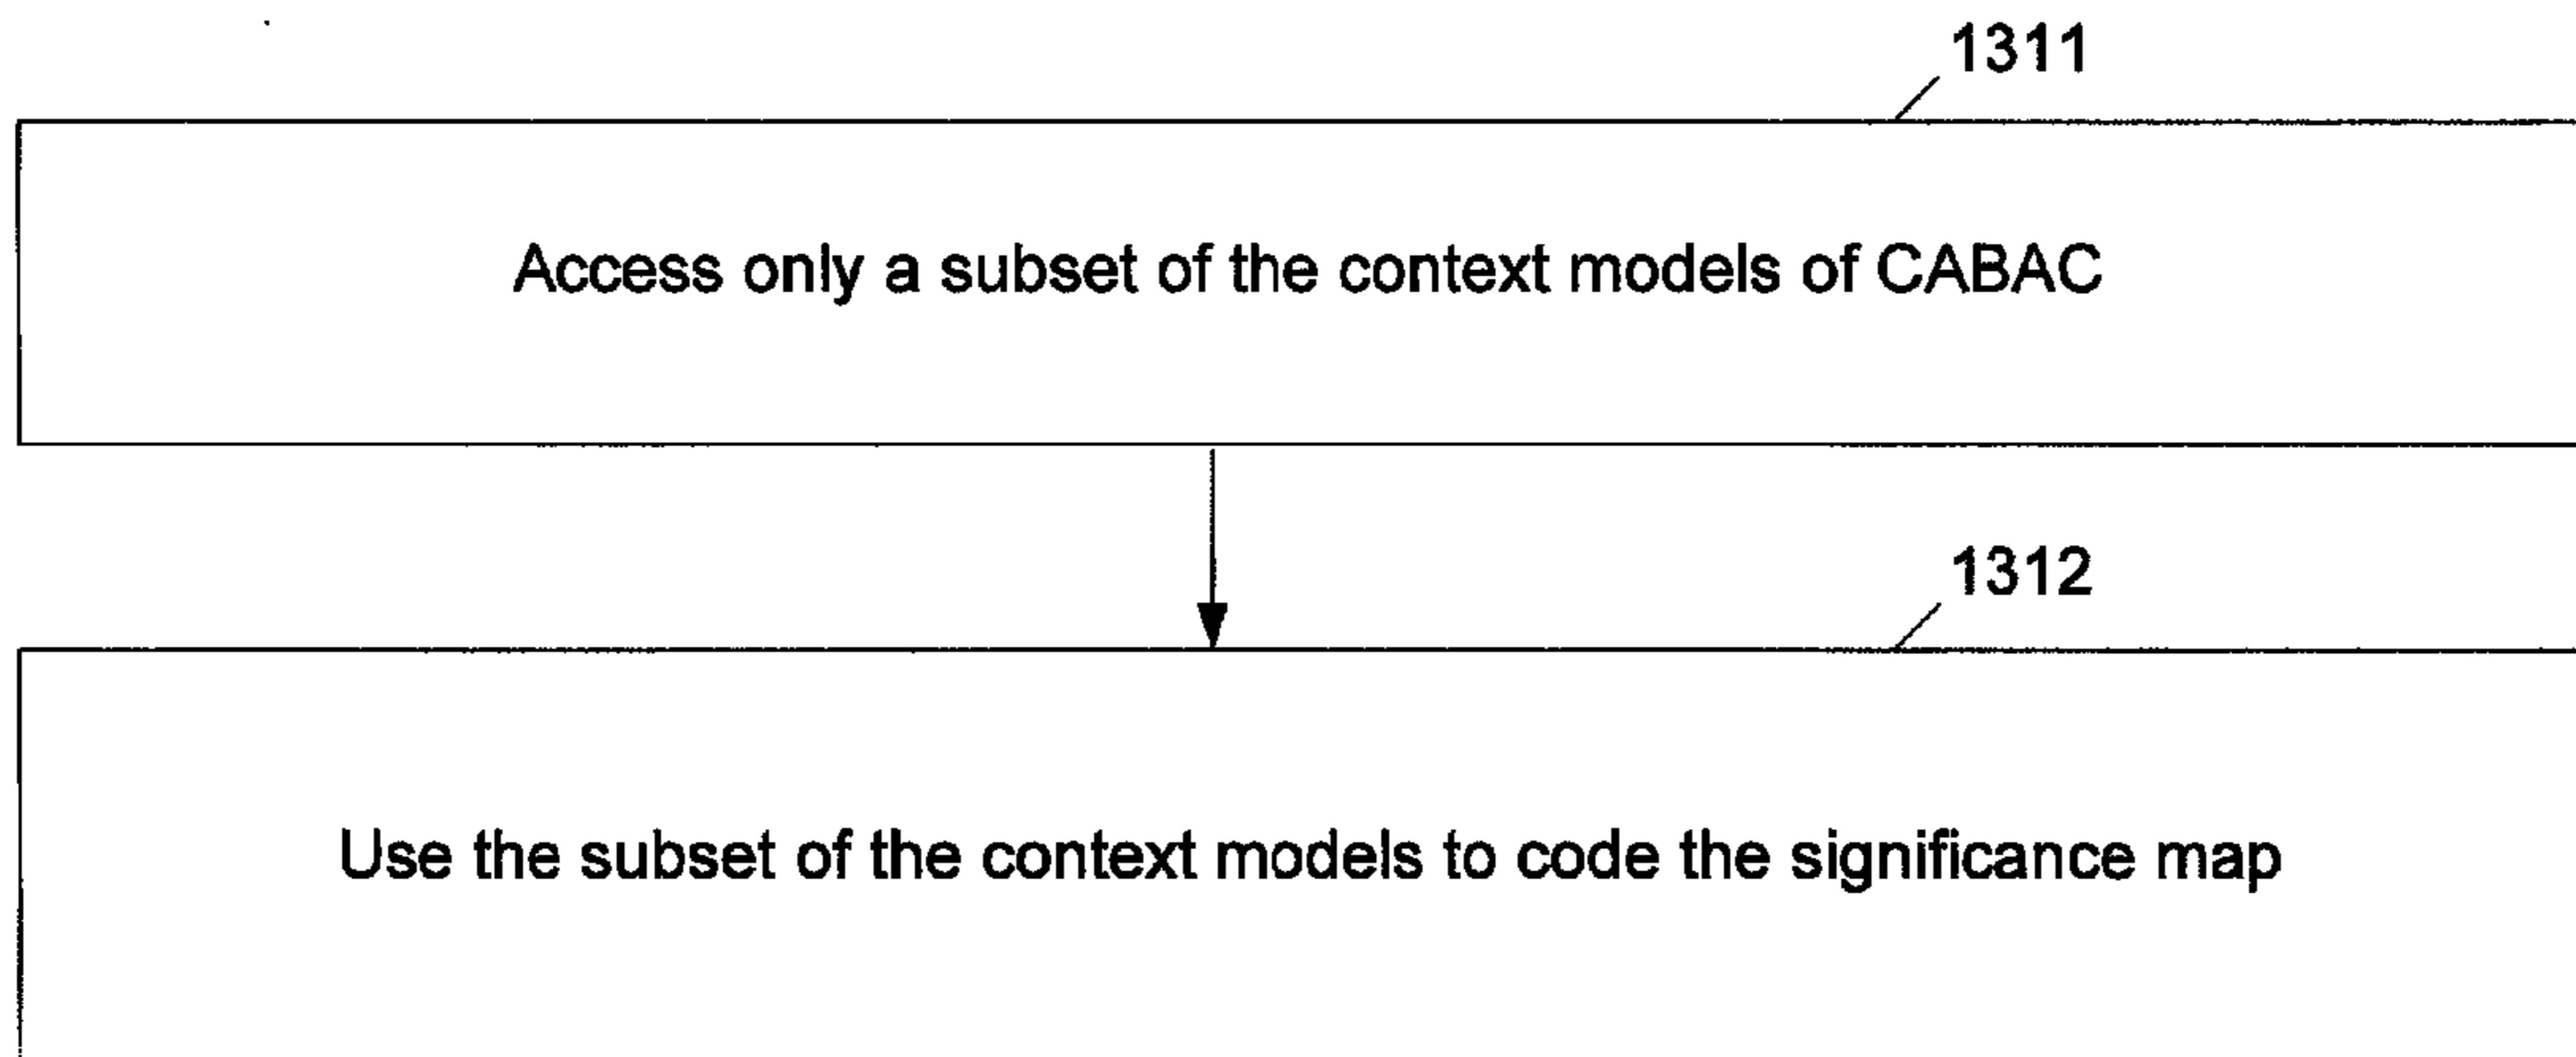 1311
Access only a subset of the context models of CABAC
1312
Use the subset of the context models to code the significance map